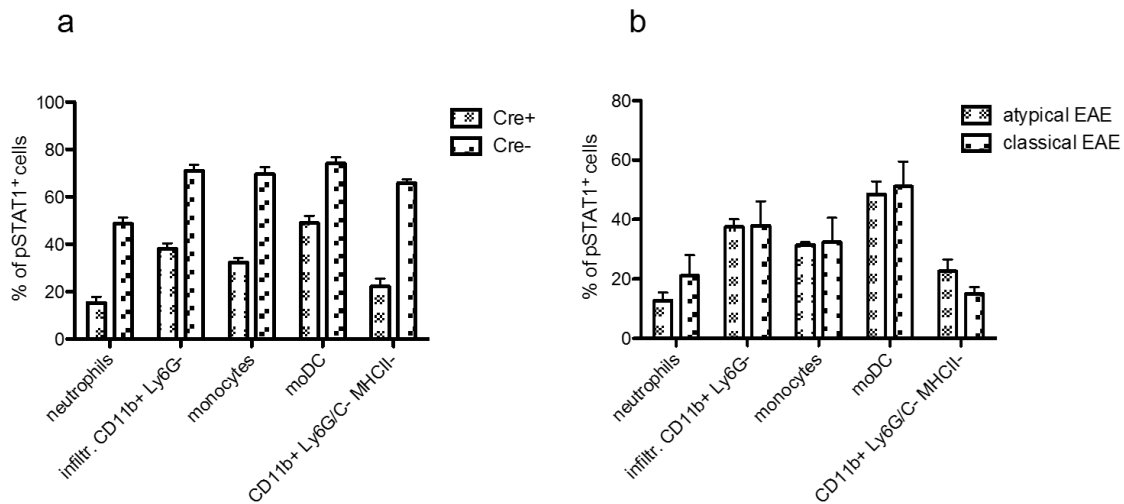 a
% of pSTAT1+ cells
100
80
60
40
20
0
Cre+
Cre-
neutrophils
infiltr. CD11b+ Ly6G-
monocytes
moDC
CD11b+ Ly6G/C- MHCII-
b
% of pSTAT1+ cells
80
60
40
20
0
atypical EAE
classical EAE
neutrophils
infiltr. CD11b+ Ly6G-
monocytes
moDC
CD11b+ Ly6G/C- MHCII-